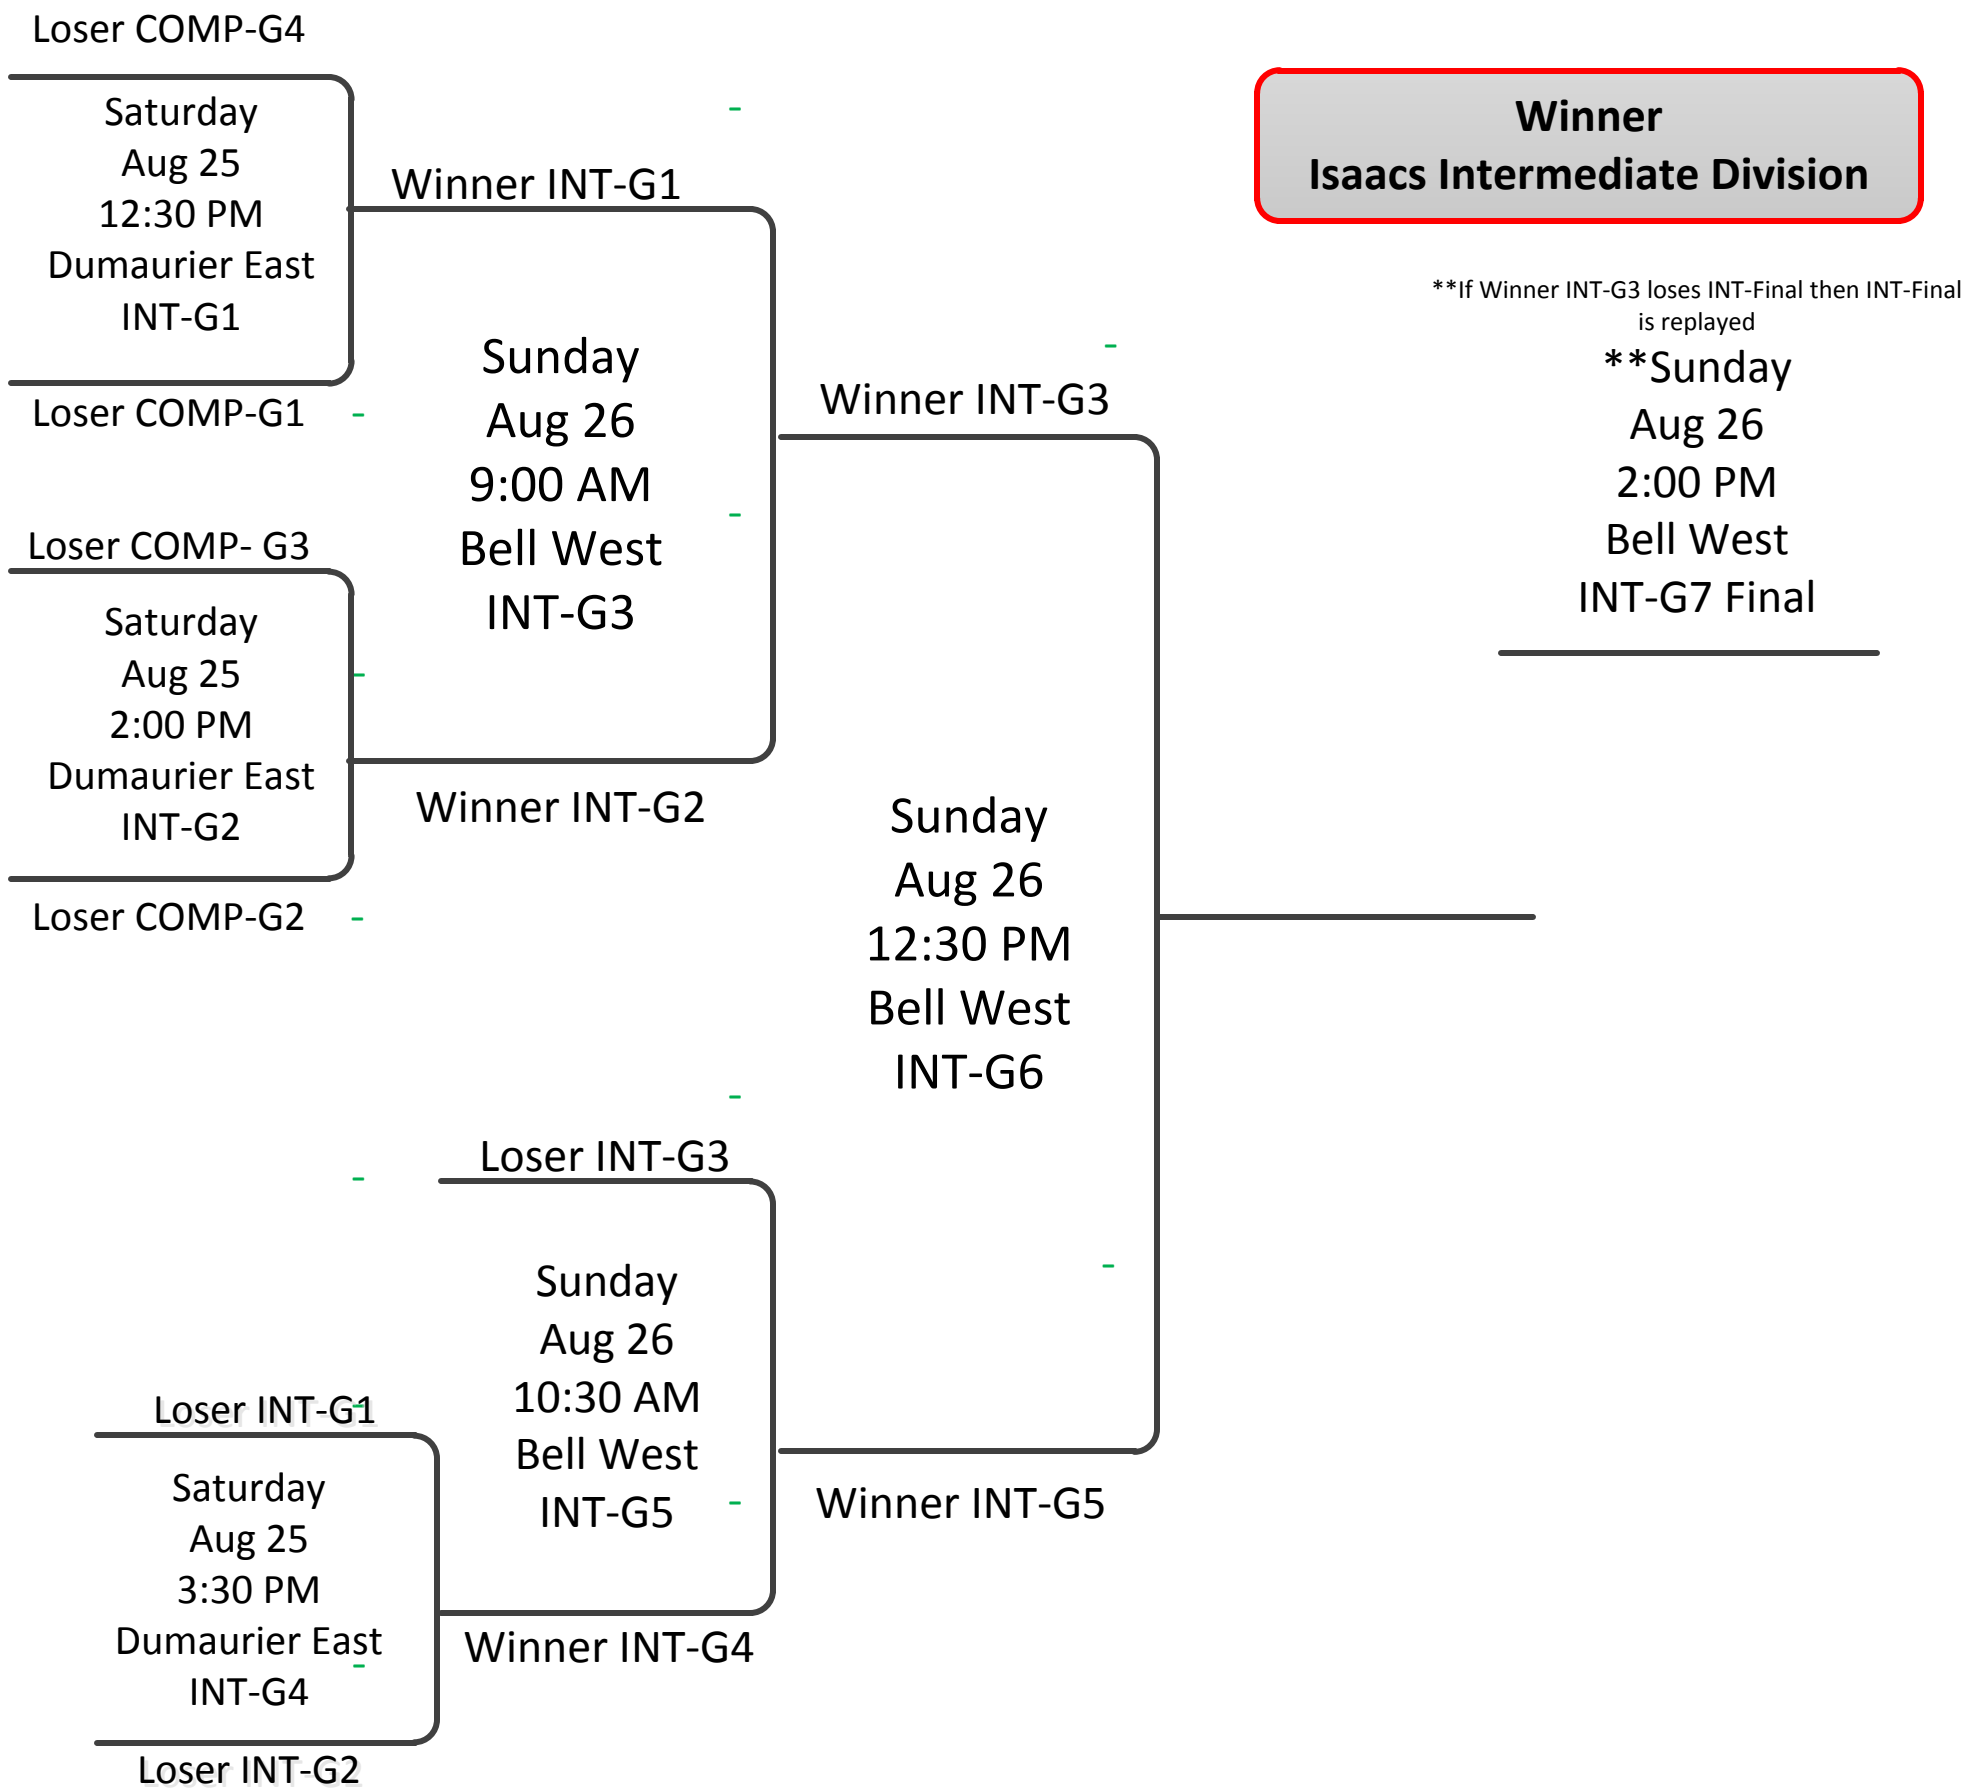 Loser COMP-G4
Saturday
Aug 25
12:30 PM
Dumaurier East
INT-G1
Loser COMP-G1
Loser COMP- G3
Saturday
Aug 25
2:00 PM
Dumaurier East
INT-G2
Loser COMP-G2
Winner INT-G1
Sunday
Aug 26
9:00 AM
Bell West
INT-G3
Winner INT-G2
Loser INT-G1
Saturday
Aug 25
3:30 PM
Dumaurier East
INT-G4
Loser INT-G2
Loser INT-G3
Sunday
Aug 26
10:30 AM
Bell West
INT-G5
Winner INT-G4
Winner INT-G3
Sunday
Aug 26
12:30 PM
Bell West
INT-G6
Winner INT-G5
Winner
Isaacs Intermediate Division
**If Winner INT-G3 loses INT-Final then INT-Final
is replayed
**Sunday
Aug 26
2:00 PM
Bell West
INT-G7 Final